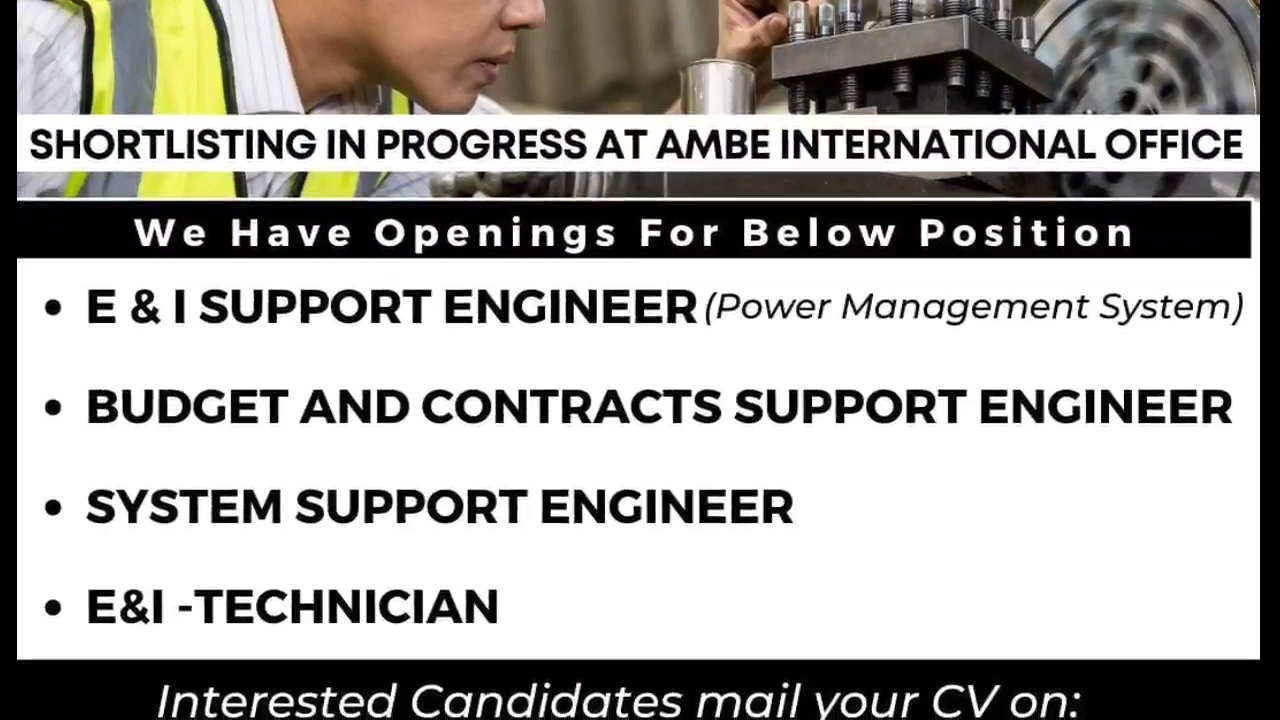 SHORTLISTING IN PROGRESS AT AMBE INTERNATIONAL OFFICE
We Have Openings For Below Position
• E & I SUPPORT ENGINEER (Power Management System)
• BUDGET AND CONTRACTS SUPPORT ENGINEER
• SYSTEM SUPPORT ENGINEER
• E&I -TECHNICIAN
Interested Candidates mail your CV on: